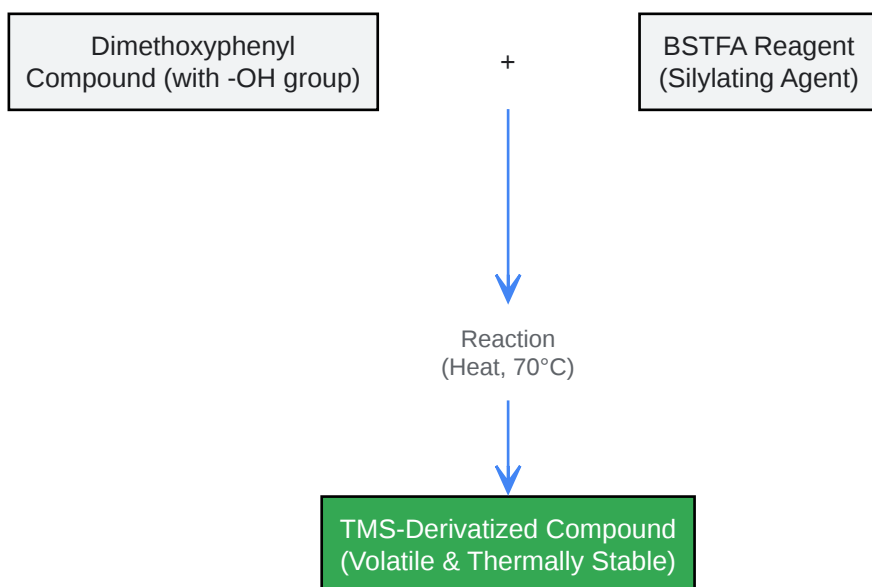 Dimethoxyphenyl
Compound (with -OH group)
+
BSTFA Reagent
(Silylating Agent)
Reaction
(Heat, 70°C)
TMS-Derivatized Compound
(Volatile & Thermally Stable)